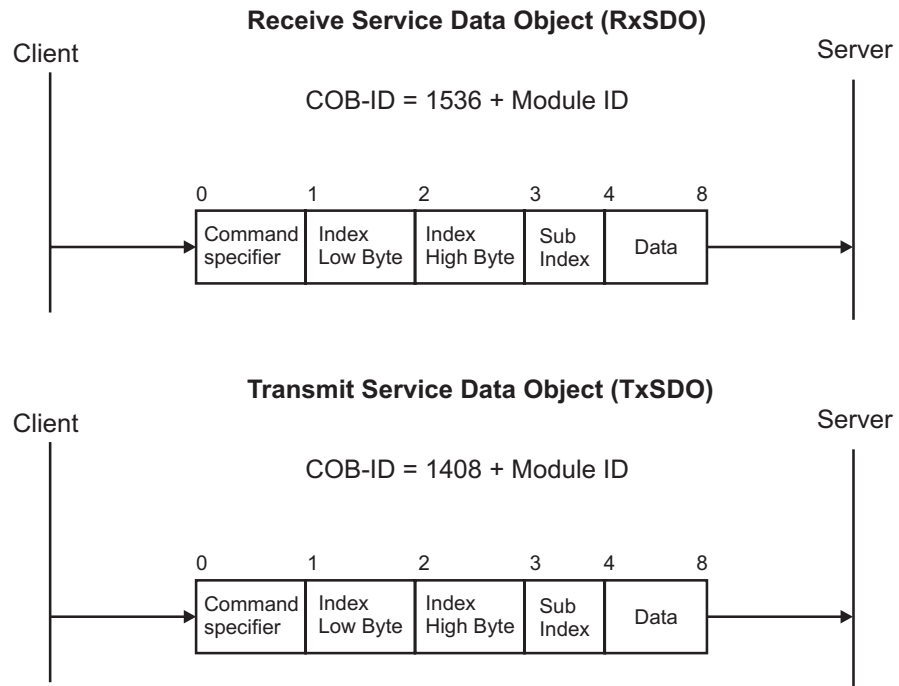 Receive Service Data Object (RxSDO)
Client
Server
COB-ID = 1536 + Module ID
0 1 2 3 4 8
Command specifier
Index Low Byte
Index High Byte
Sub Index
Data
Transmit Service Data Object (TxSDO)
Client
Server
COB-ID = 1408 + Module ID
0 1 2 3 4 8
Command specifier
Index Low Byte
Index High Byte
Sub Index
Data